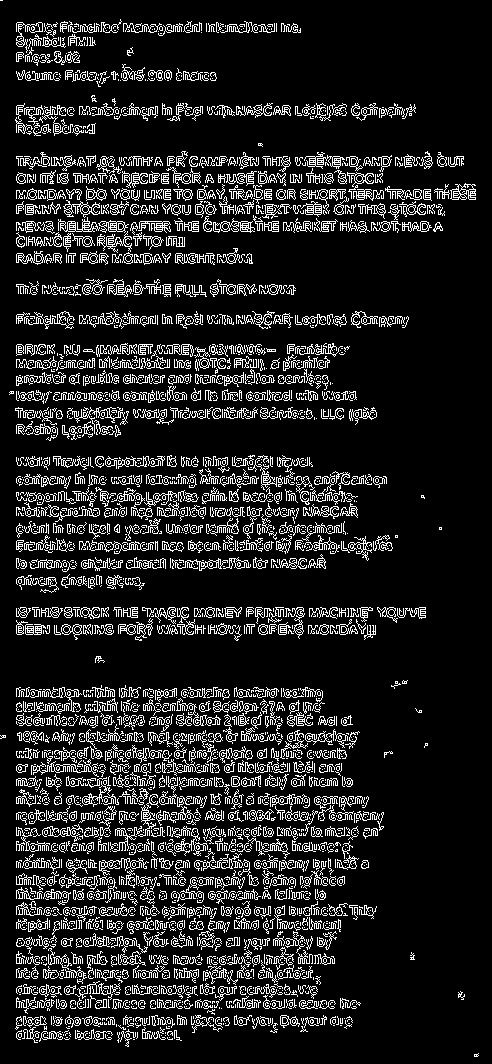 Profile: Franchise Management International Inc.
Symbol: FMII
Price: 5.02
Volume Friday: 1,045,900 shares
Franchise Management in Pact with NASCAR Logistics Company!
Read Below!
TRADING AT .02 WITH A PR CAMPAIGN THIS WEEKEND AND NEWS OUT
ON IT! IS THAT A RECIPE FOR A HUGE DAY IN THIS STOCK
MONDAY? DO YOU LIKE TO DAY TRADE OR SHORT TERM TRADE THESE
PENNY STOCKS? CAN YOU DO THAT NEXT WEEK ON THIS STOCK?
NEWS RELEASED AFTER THE CLOSE! THE MARKET HAS NOT HAD A
CHANCE TO REACT TO IT!!!
RADAR IT FOR MONDAY RIGHT NOW.
The News: GO READ THE FULL STORY NOW!
Franchise Management in Pact with NASCAR Logistics Company
BRICK, NJ -- (MARKET WIRE) -- 03/10/06 -- Franchise
Management International Inc (OTC: FMII), a premier
provider of public charter and transportation services,
today announced completion of its first contract with World
Travel's subsidiary World Travel Charter Services, LLC (dba
Racing Logistics).
World Travel Corporation is the third largest travel
company in the world following American Express and Carlson
Wagonlit. The Racing Logistics arm is based in Charlotte
North Carolina and has handled travel for every NASCAR
event in the last 4 years. Under terms of the agreement,
Franchise Management has been retained by Racing Logistics
to arrange charter aircraft transportation for NASCAR
drivers and pit crews.
IS THIS STOCK THE "MAGIC MONEY PRINTING MACHINE" YOU'VE
BEEN LOOKING FOR? WATCH HOW IT OPENS MONDAY!!!
Information within this report contains forward looking
statements within the meaning of Section 27A of the
Securities Act of 1933 and Section 21B of the SEC Act of
1934. Any statements that express or involve discussions
with respect to predictions or projections of future events
or performance are not statements of historical fact and
may be forward looking statements. Don't rely on them to
make a decision. The Company is not a reporting company
registered under the Exchange Act of 1934. Today's company
has disclosable material items you need to know to make an
informed and intelligent decision. These items include: a
nominal cash position; it is an operating company but has a
limited operating history. The company is going to need
financing to continue as a going concern. A failure to
finance could cause the company to go out of business. This
report shall not be construed as any kind of investment
advice or solicitation. You can lose all your money by
investing in this stock. We have received three million
free trading shares from a third party not an officer,
director or affiliate shareholder for our services. We
intend to sell all these shares now, which could cause the
stock to go down, resulting in losses for you. Do your due
diligence before you invest.